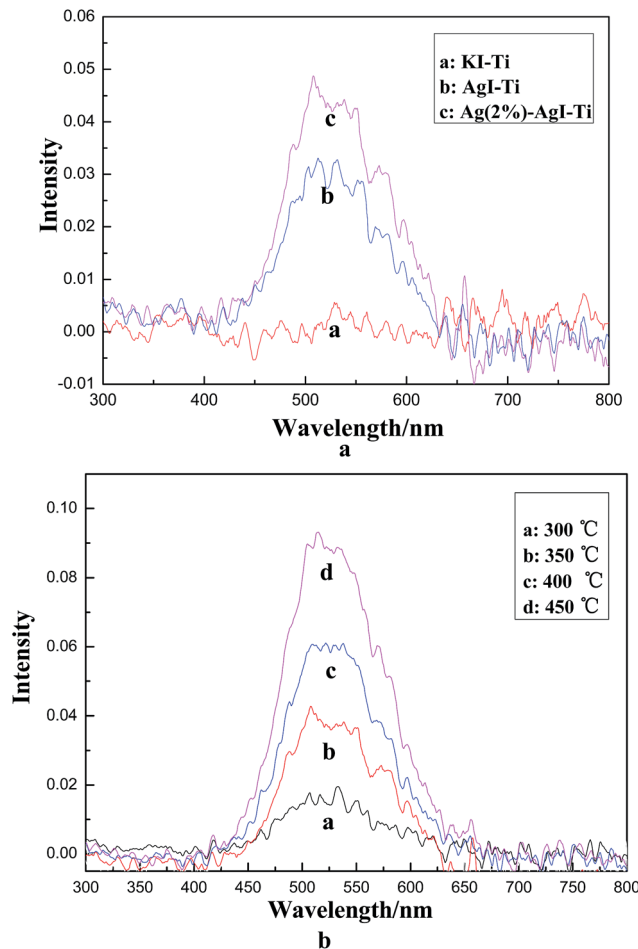 0.06
0.05
0.04
0.03
0.02
0.01
0.00
-0.01
Intensity
a: KI-Ti
b: AgI-Ti
c: Ag(2%)-AgI-Ti
c
b
a
300 400 500 600 700 800
Wavelength/nm
a
0.10
0.08
0.06
0.04
0.02
0.00
Intensity
a: 300 ℃
b: 350 ℃
c: 400 ℃
d: 450 ℃
d
c
b
a
300 350 400 450 500 550 600 650 700 750 800
Wavelength/nm
b